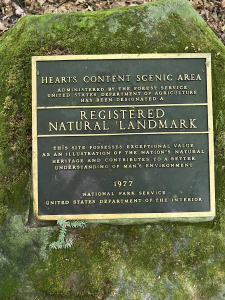 HEARTS CONTENT SCENIC AREA
ADMINISTERED BY THE FOREST SERVICE
UNITED STATES DEPARTMENT OF AGRICULTURE
HAS BEEN DESIGNATED A
REGISTERED
NATURAL LANDMARK
THIS SITE POSSESSES EXCEPTIONAL VALUE
AS AN ILLUSTRATION OF THE NATION'S NATURAL
HERITAGE AND CONTRIBUTES TO A BETTER
UNDERSTANDING OF MAN'S ENVIRONMENT
1977
NATIONAL PARK SERVICE
UNITED STATES DEPARTMENT OF THE INTERIOR